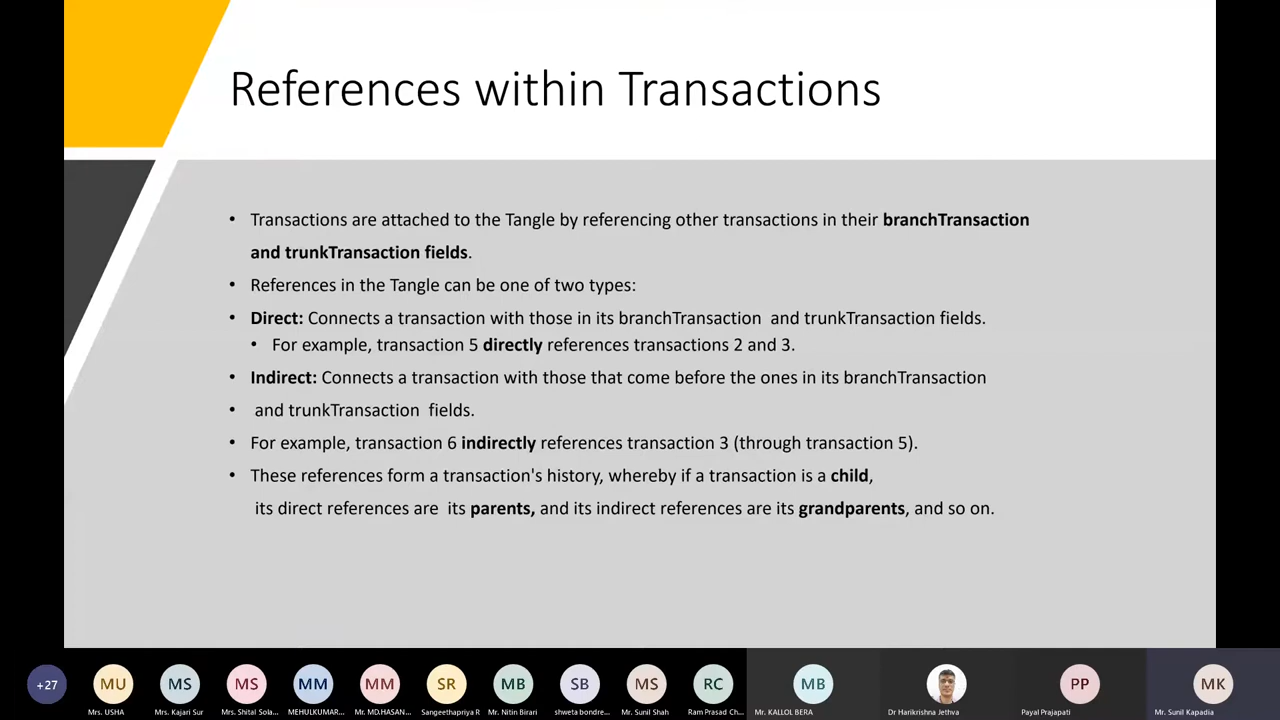 References within Transactions
• Transactions are attached to the Tangle by referencing other transactions in their branchTransaction
and trunkTransaction fields.
• References in the Tangle can be one of two types:
• Direct: Connects a transaction with those in its branchTransaction and trunkTransaction fields.
• For example, transaction 5 directly references transactions 2 and 3.
• Indirect: Connects a transaction with those that come before the ones in its branchTransaction
• and trunkTransaction fields.
• For example, transaction 6 indirectly references transaction 3 (through transaction 5).
• These references form a transaction's history, whereby if a transaction is a child,
its direct references are its parents, and its indirect references are its grandparents, and so on.
+27 MU MS MS MM MM SR MB SB MS RC MB PP MK
Mrs. USHA Mrs. Kajari Sur Mrs. Shital Sola... MEHULKUMAR... Mr. MD.HASAN... Sangeethapriya R Mr. Nitin Birari shweta bondre... Mr. Sunil Shah Ram Prasad Ch... Mr. KALLOL BERA Dr Harikrishna Jethva Payal Prajapati Mr. Sunil Kapadia